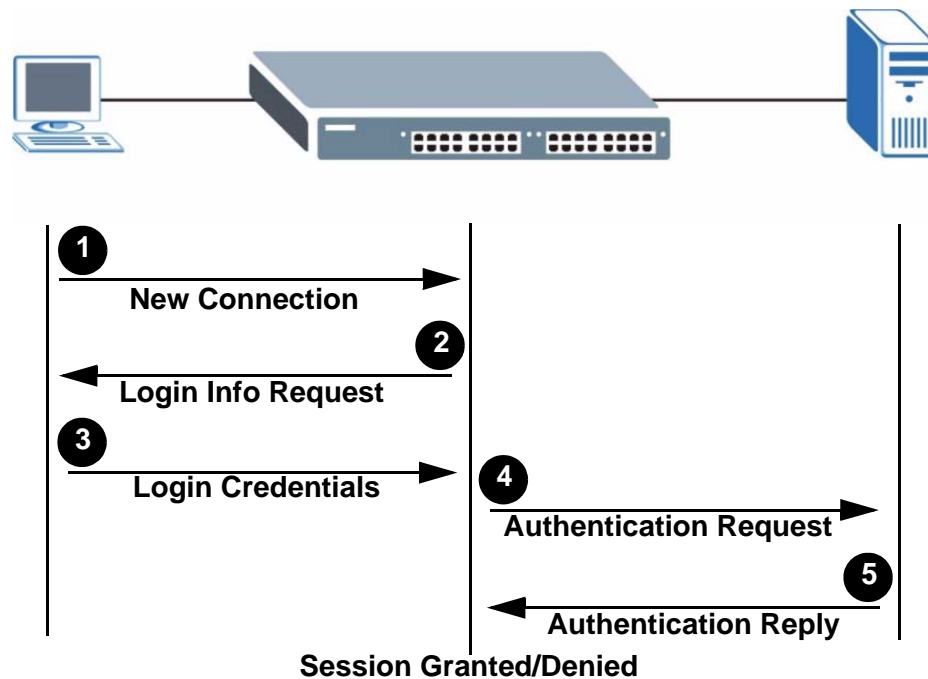 1
New Connection
2
Login Info Request
3
Login Credentials
4
Authentication Request
5
Authentication Reply
Session Granted/Denied